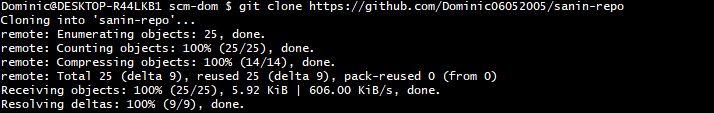 Dominic@DESKTOP-R44LKB1 scm-dom $ git clone https://github.com/Dominic06052005/sanin-repo
Cloning into 'sanin-repo'...
remote: Enumerating objects: 25, done.
remote: Counting objects: 100% (25/25), done.
remote: Compressing objects: 100% (14/14), done.
remote: Total 25 (delta 9), reused 25 (delta 9), pack-reused 0 (from 0)
Receiving objects: 100% (25/25), 5.92 KiB | 606.00 KiB/s, done.
Resolving deltas: 100% (9/9), done.